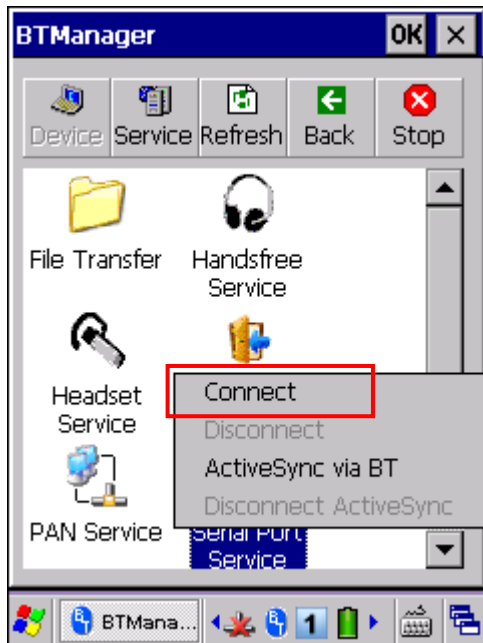 BTManager OK
Device Service Refresh Back Stop
File Transfer
Handsfree
Service
Headset
Service
Connect
Disconnect
ActiveSync via BT
Disconnect ActiveSync
PAN Service
Serial Port
Service
BTMana... 1